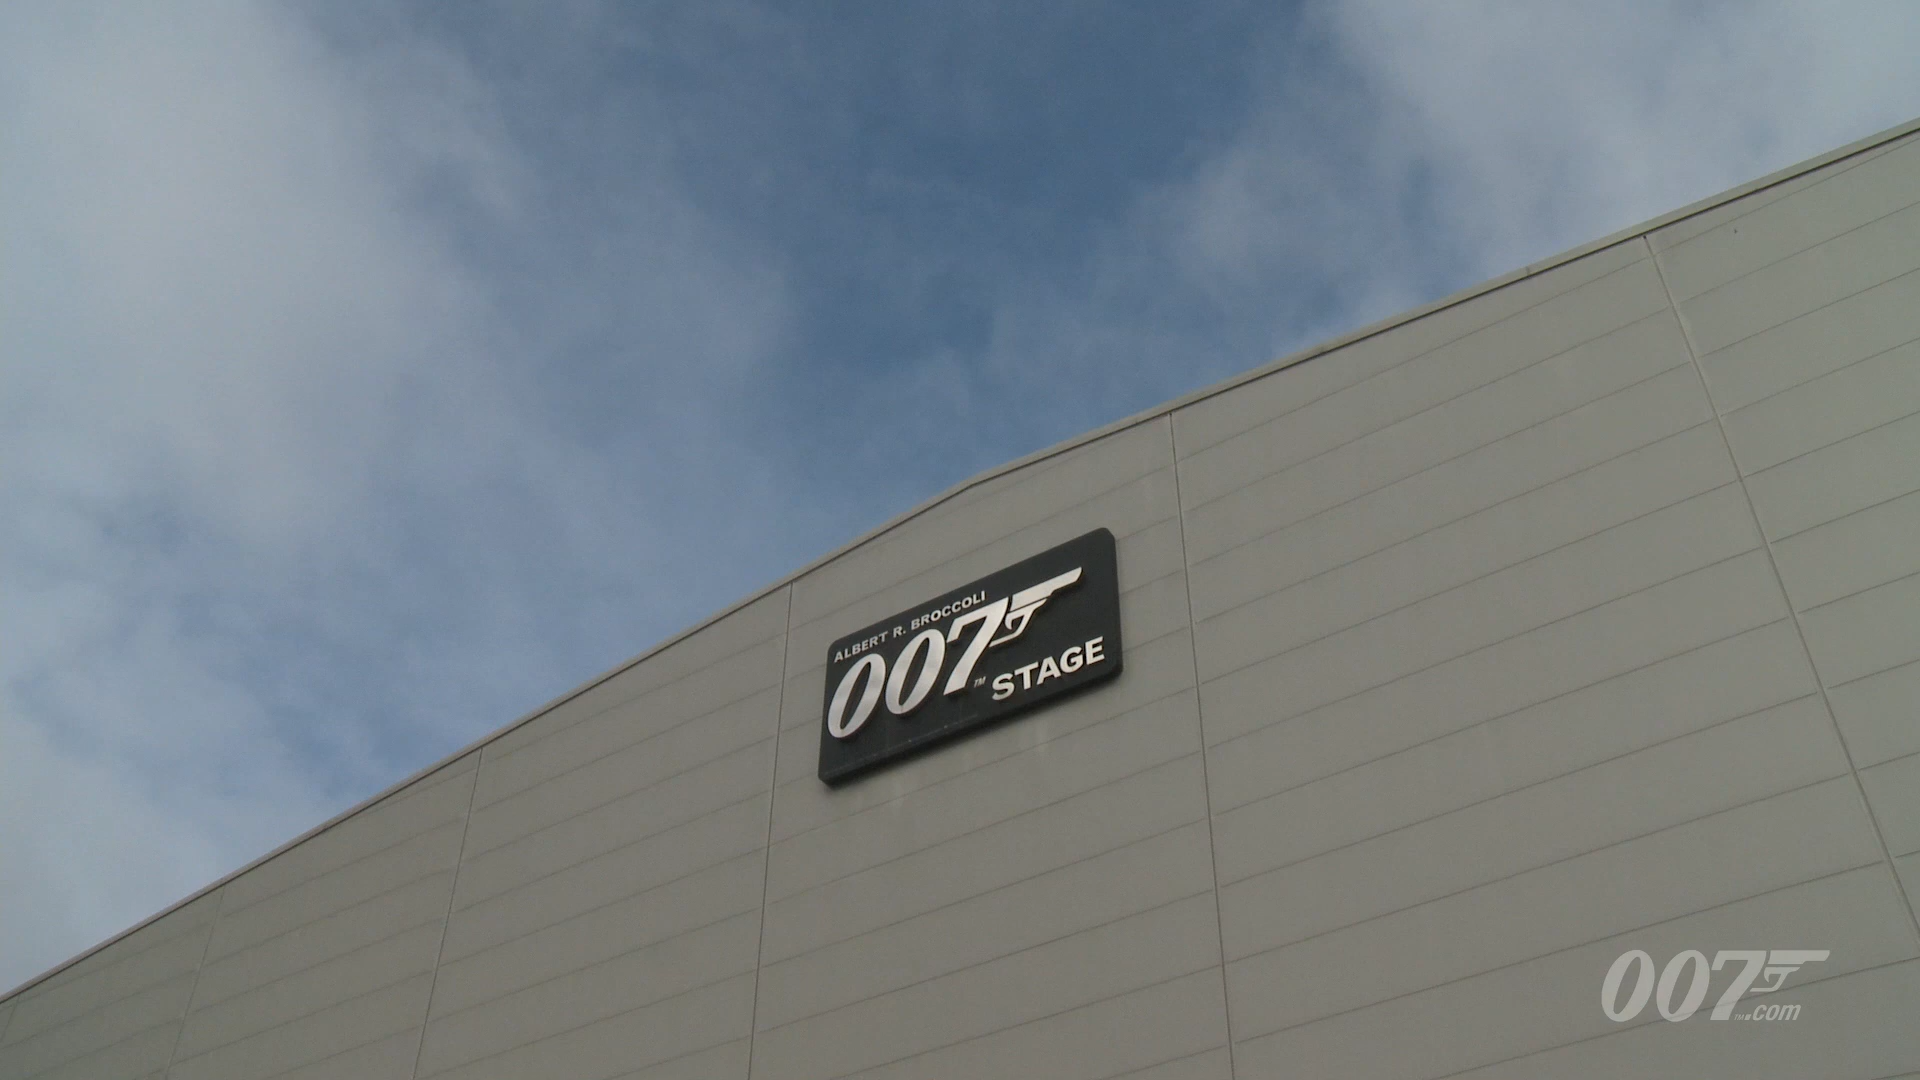 ALBERT R. BROCCOLI
007 TM STAGE
007 TM .com